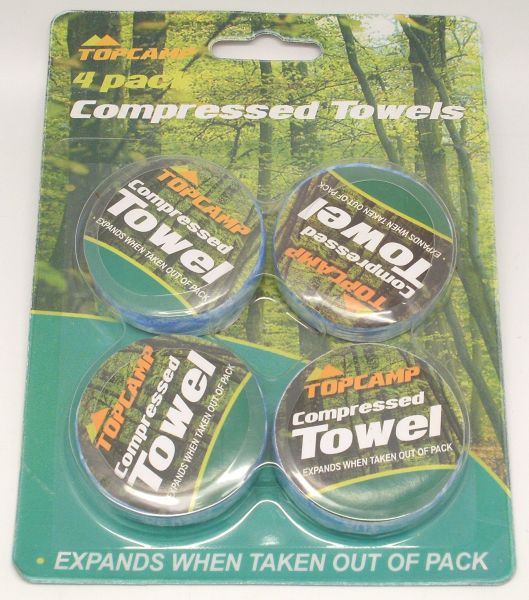 TOPCAMP
4 pack
Compressed Towels
TOPCAMP
Compressed
Towel
• EXPANDS WHEN TAKEN OUT OF PACK
TOPCAMP
Compressed
Towel
• EXPANDS WHEN TAKEN OUT OF PACK
TOPCAMP
Compressed
Towel
• EXPANDS WHEN TAKEN OUT OF PACK
TOPCAMP
Compressed
Towel
EXPANDS WHEN TAKEN OUT OF PACK
• EXPANDS WHEN TAKEN OUT OF PACK